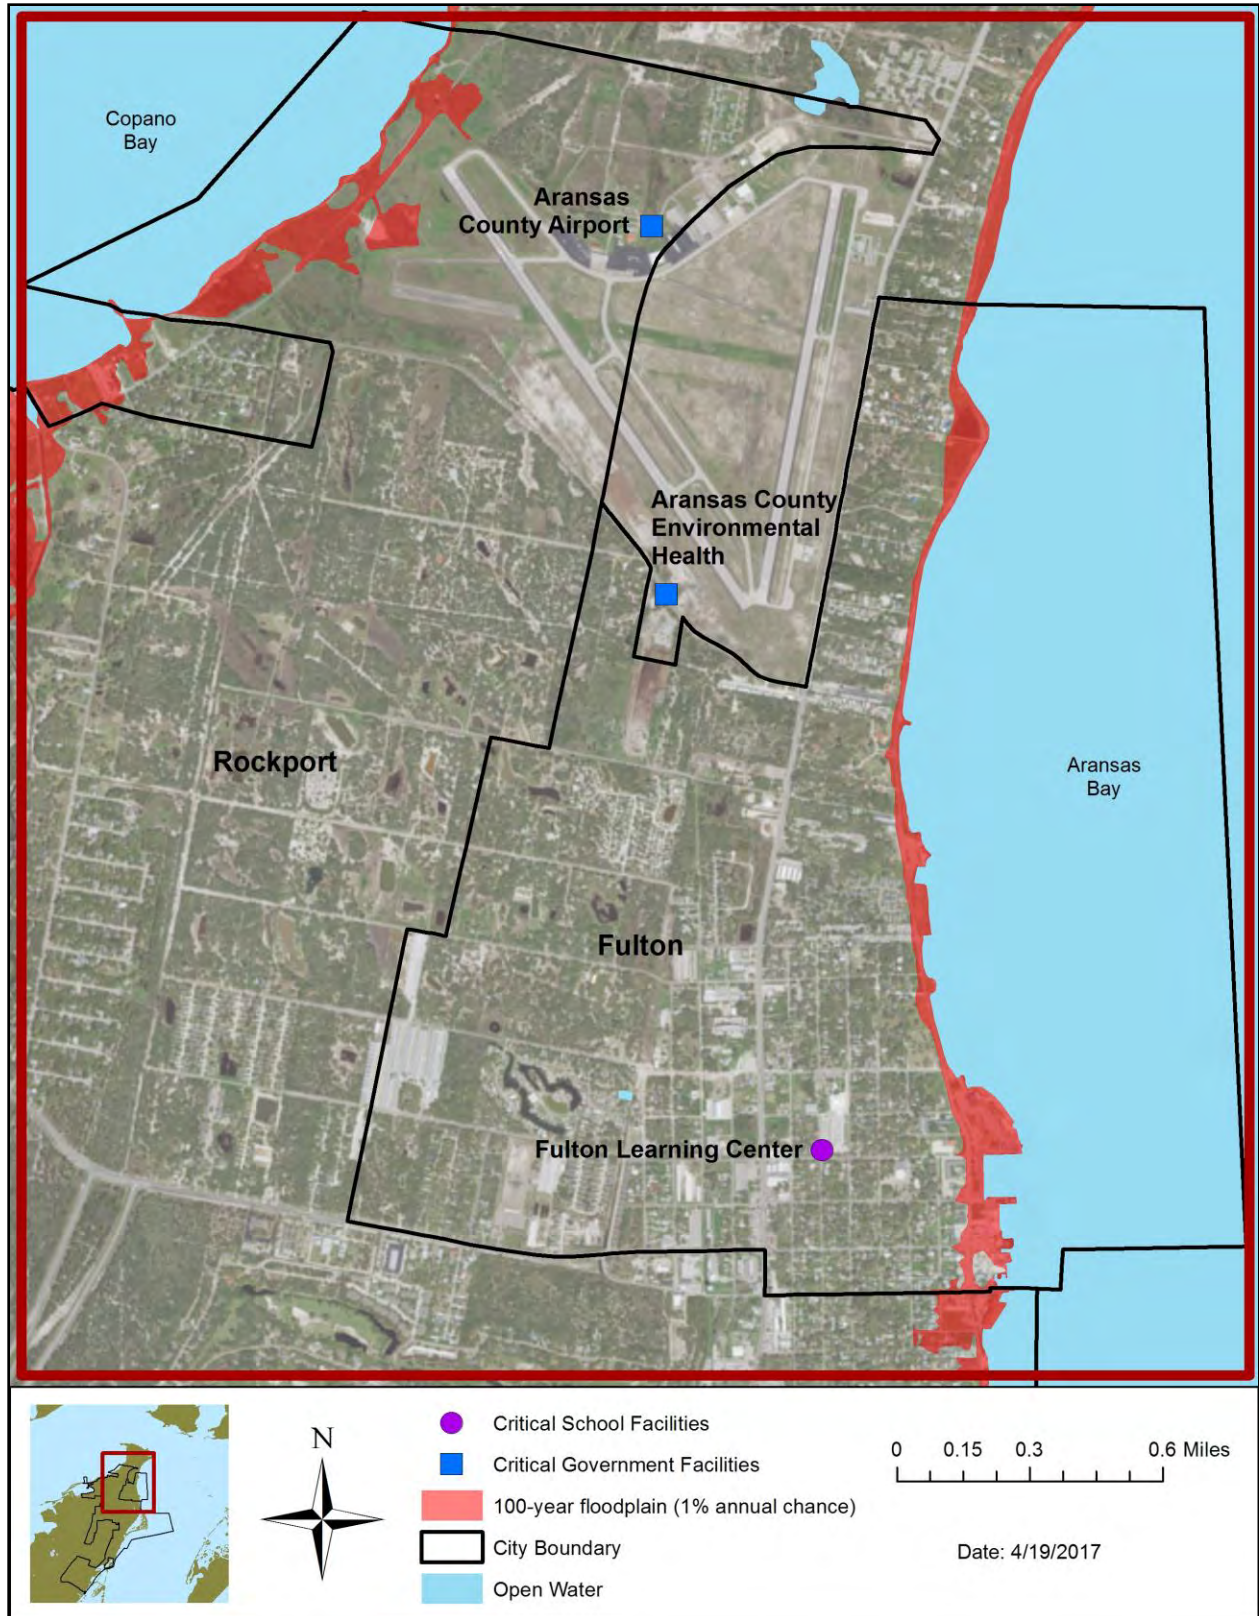 Copano
Bay
Aransas
County Airport
Aransas County
Environmental
Health
Rockport
Aransas
Bay
Fulton
Fulton Learning Center
N
Critical School Facilities
Critical Government Facilities
100-year floodplain (1% annual chance)
City Boundary
Open Water
0 0.15 0.3 0.6 Miles
Date: 4/19/2017